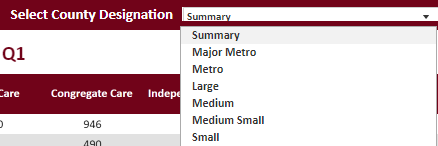 Select County Designation Summary
Summary
Q1
Major Metro
Metro
Care Congregate Care Indepe
Large
Medium
946
Medium Small
490
Small